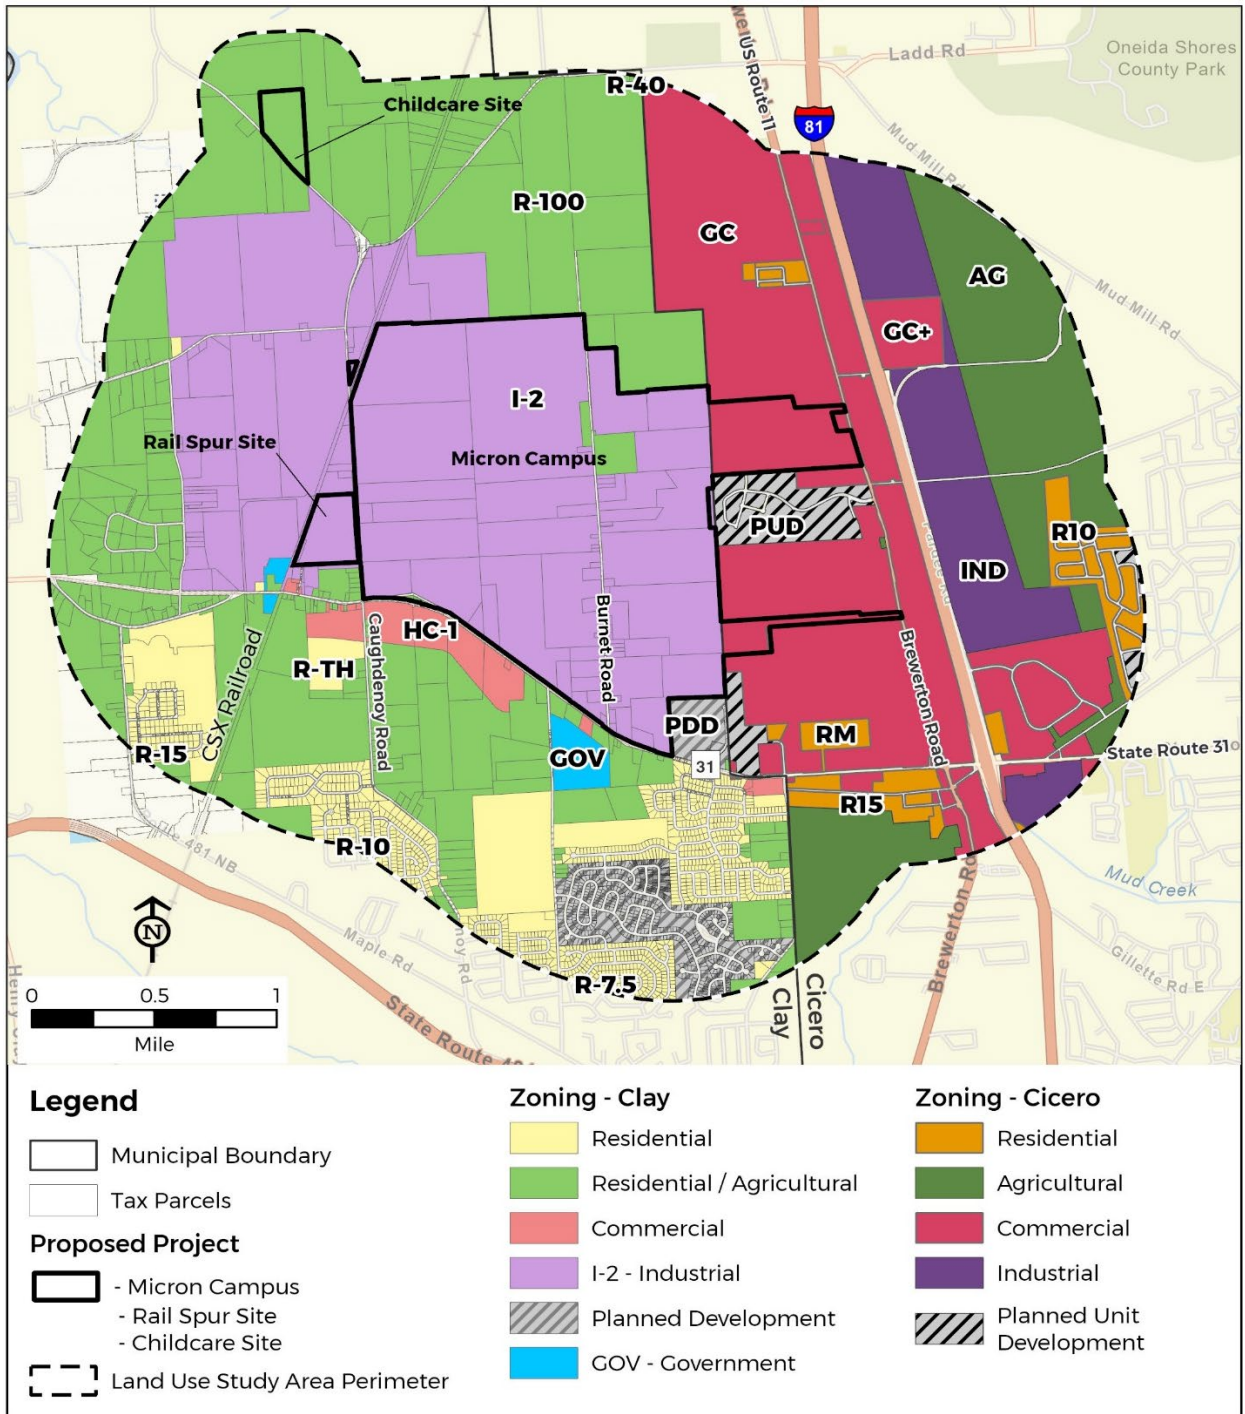 Ladd Rd
Oneida Shores
County Park
US Route 11
R-40
Childcare Site
81
Mud Mill Rd
R-100
GC
AG
Mud Mill Rd
GC+
I-2
Rail Spur Site
Micron Campus
PUD
R10
IND
Pardee Rd
HC-1
Burnet Road
Caughdenoy Road
R-TH
CSX Railroad
Brewerton Road
PDD
RM
State Route 31
R-15
GOV
31
R15
R-10
481 NB
Mud Creek
Brewerton Rd
Maple Rd
Gillette Rd E
R-7.5
Cicero
Clay
N
0 0.5 1
Mile
State Route 481
Legend
Municipal Boundary
Tax Parcels
Proposed Project
- Micron Campus
- Rail Spur Site
- Childcare Site
Land Use Study Area Perimeter
Zoning - Clay
Residential
Residential / Agricultural
Commercial
I-2 - Industrial
Planned Development
GOV - Government
Zoning - Cicero
Residential
Agricultural
Commercial
Industrial
Planned Unit
Development